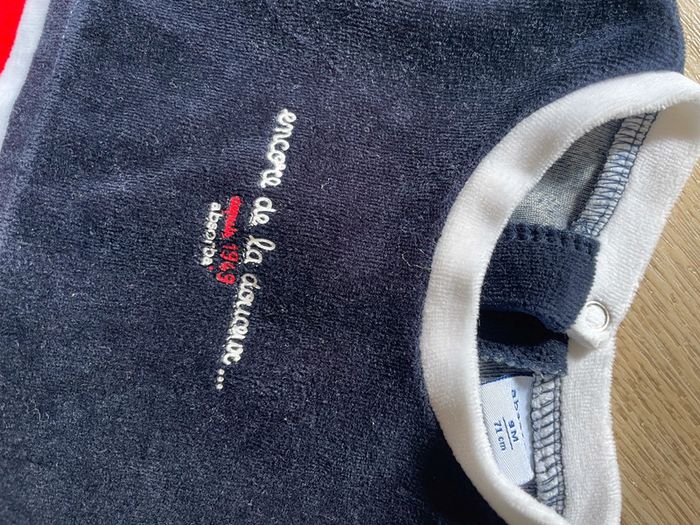 encore de la douceur...
depuis 1949
absorba
9M
71 cm